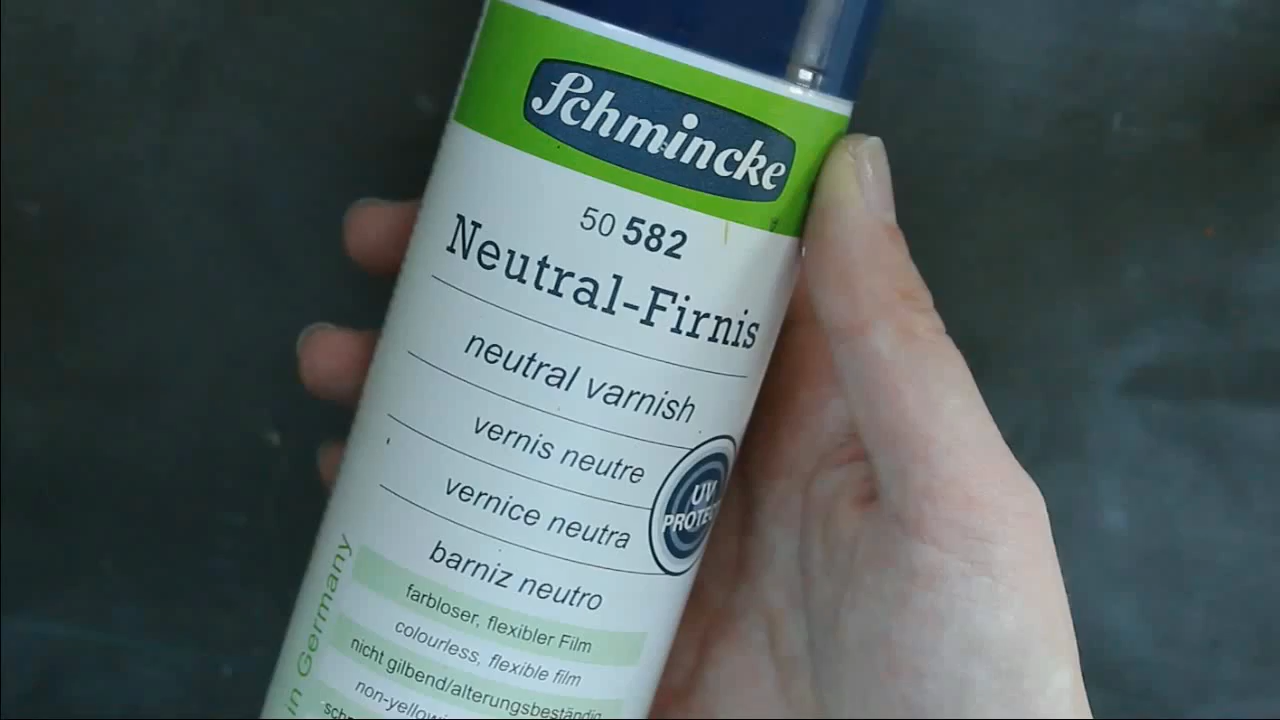 Schmincke
50 582
Neutral-Firnis
neutral varnish
vernis neutre
vernice neutra
barniz neutro
UV
farbloser, flexibler Film
colourless, flexible film
nicht gilbend/alterungsbeständig
in Germany